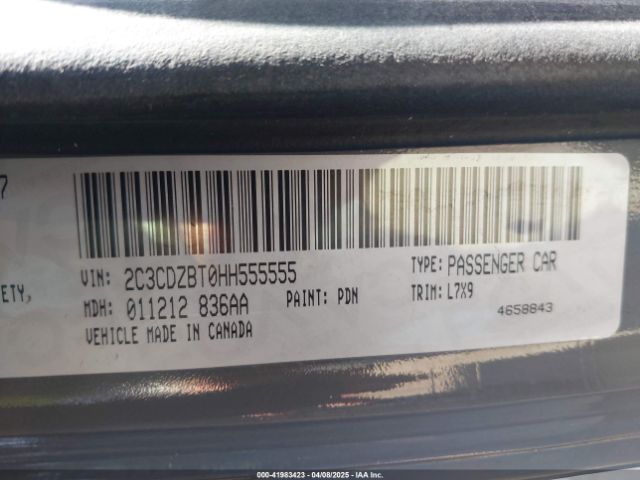 7
ETY,
VIN: 2C3CDZBT0HH555555
TYPE: PASSENGER CAR
MDH: 011212 836AA
PAINT: PDN
TRIM: L7X9
VEHICLE MADE IN CANADA
4658843
00-41983423 | 04/08/2025 - IAA Inc.